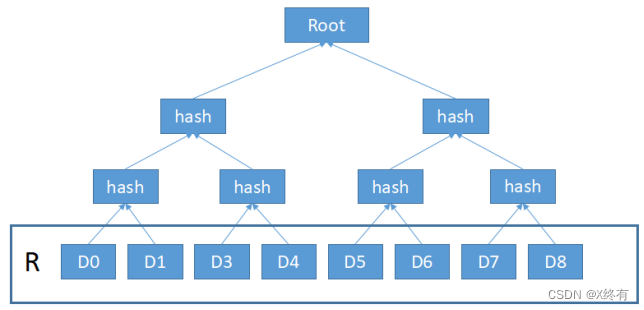 Root
hash hash
hash hash hash hash
R D0 D1 D3 D4 D5 D6 D7 D8
CSDN @X终有